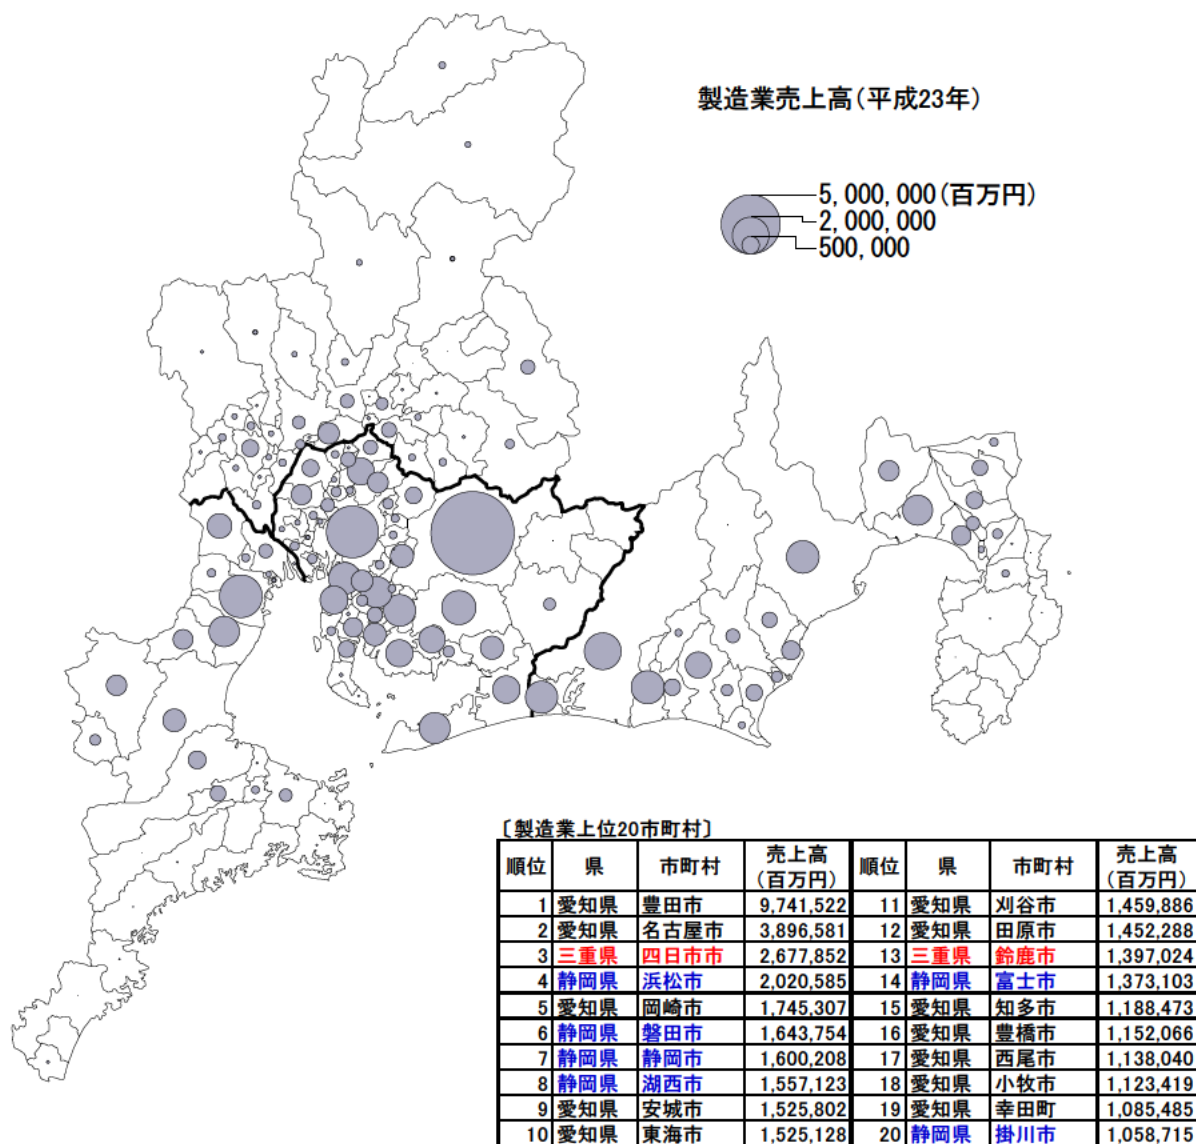 製造業売上高(平成23年)
5,000,000(百万円)
2,000,000
500,000
〔製造業上位20市町村〕
順位 県 市町村 売上高(百万円) 順位 県 市町村 売上高(百万円)
1 愛知県 豊田市 9,741,522 11 愛知県 刈谷市 1,459,886
2 愛知県 名古屋市 3,896,581 12 愛知県 田原市 1,452,288
3 三重県 四日市市 2,677,852 13 三重県 鈴鹿市 1,397,024
4 静岡県 浜松市 2,020,585 14 静岡県 富士市 1,373,103
5 愛知県 岡崎市 1,745,307 15 愛知県 知多市 1,188,473
6 静岡県 磐田市 1,643,754 16 愛知県 豊橋市 1,152,066
7 静岡県 静岡市 1,600,208 17 愛知県 西尾市 1,138,040
8 静岡県 湖西市 1,557,123 18 愛知県 小牧市 1,123,419
9 愛知県 安城市 1,525,802 19 愛知県 幸田町 1,085,485
10 愛知県 東海市 1,525,128 20 静岡県 掛川市 1,058,715